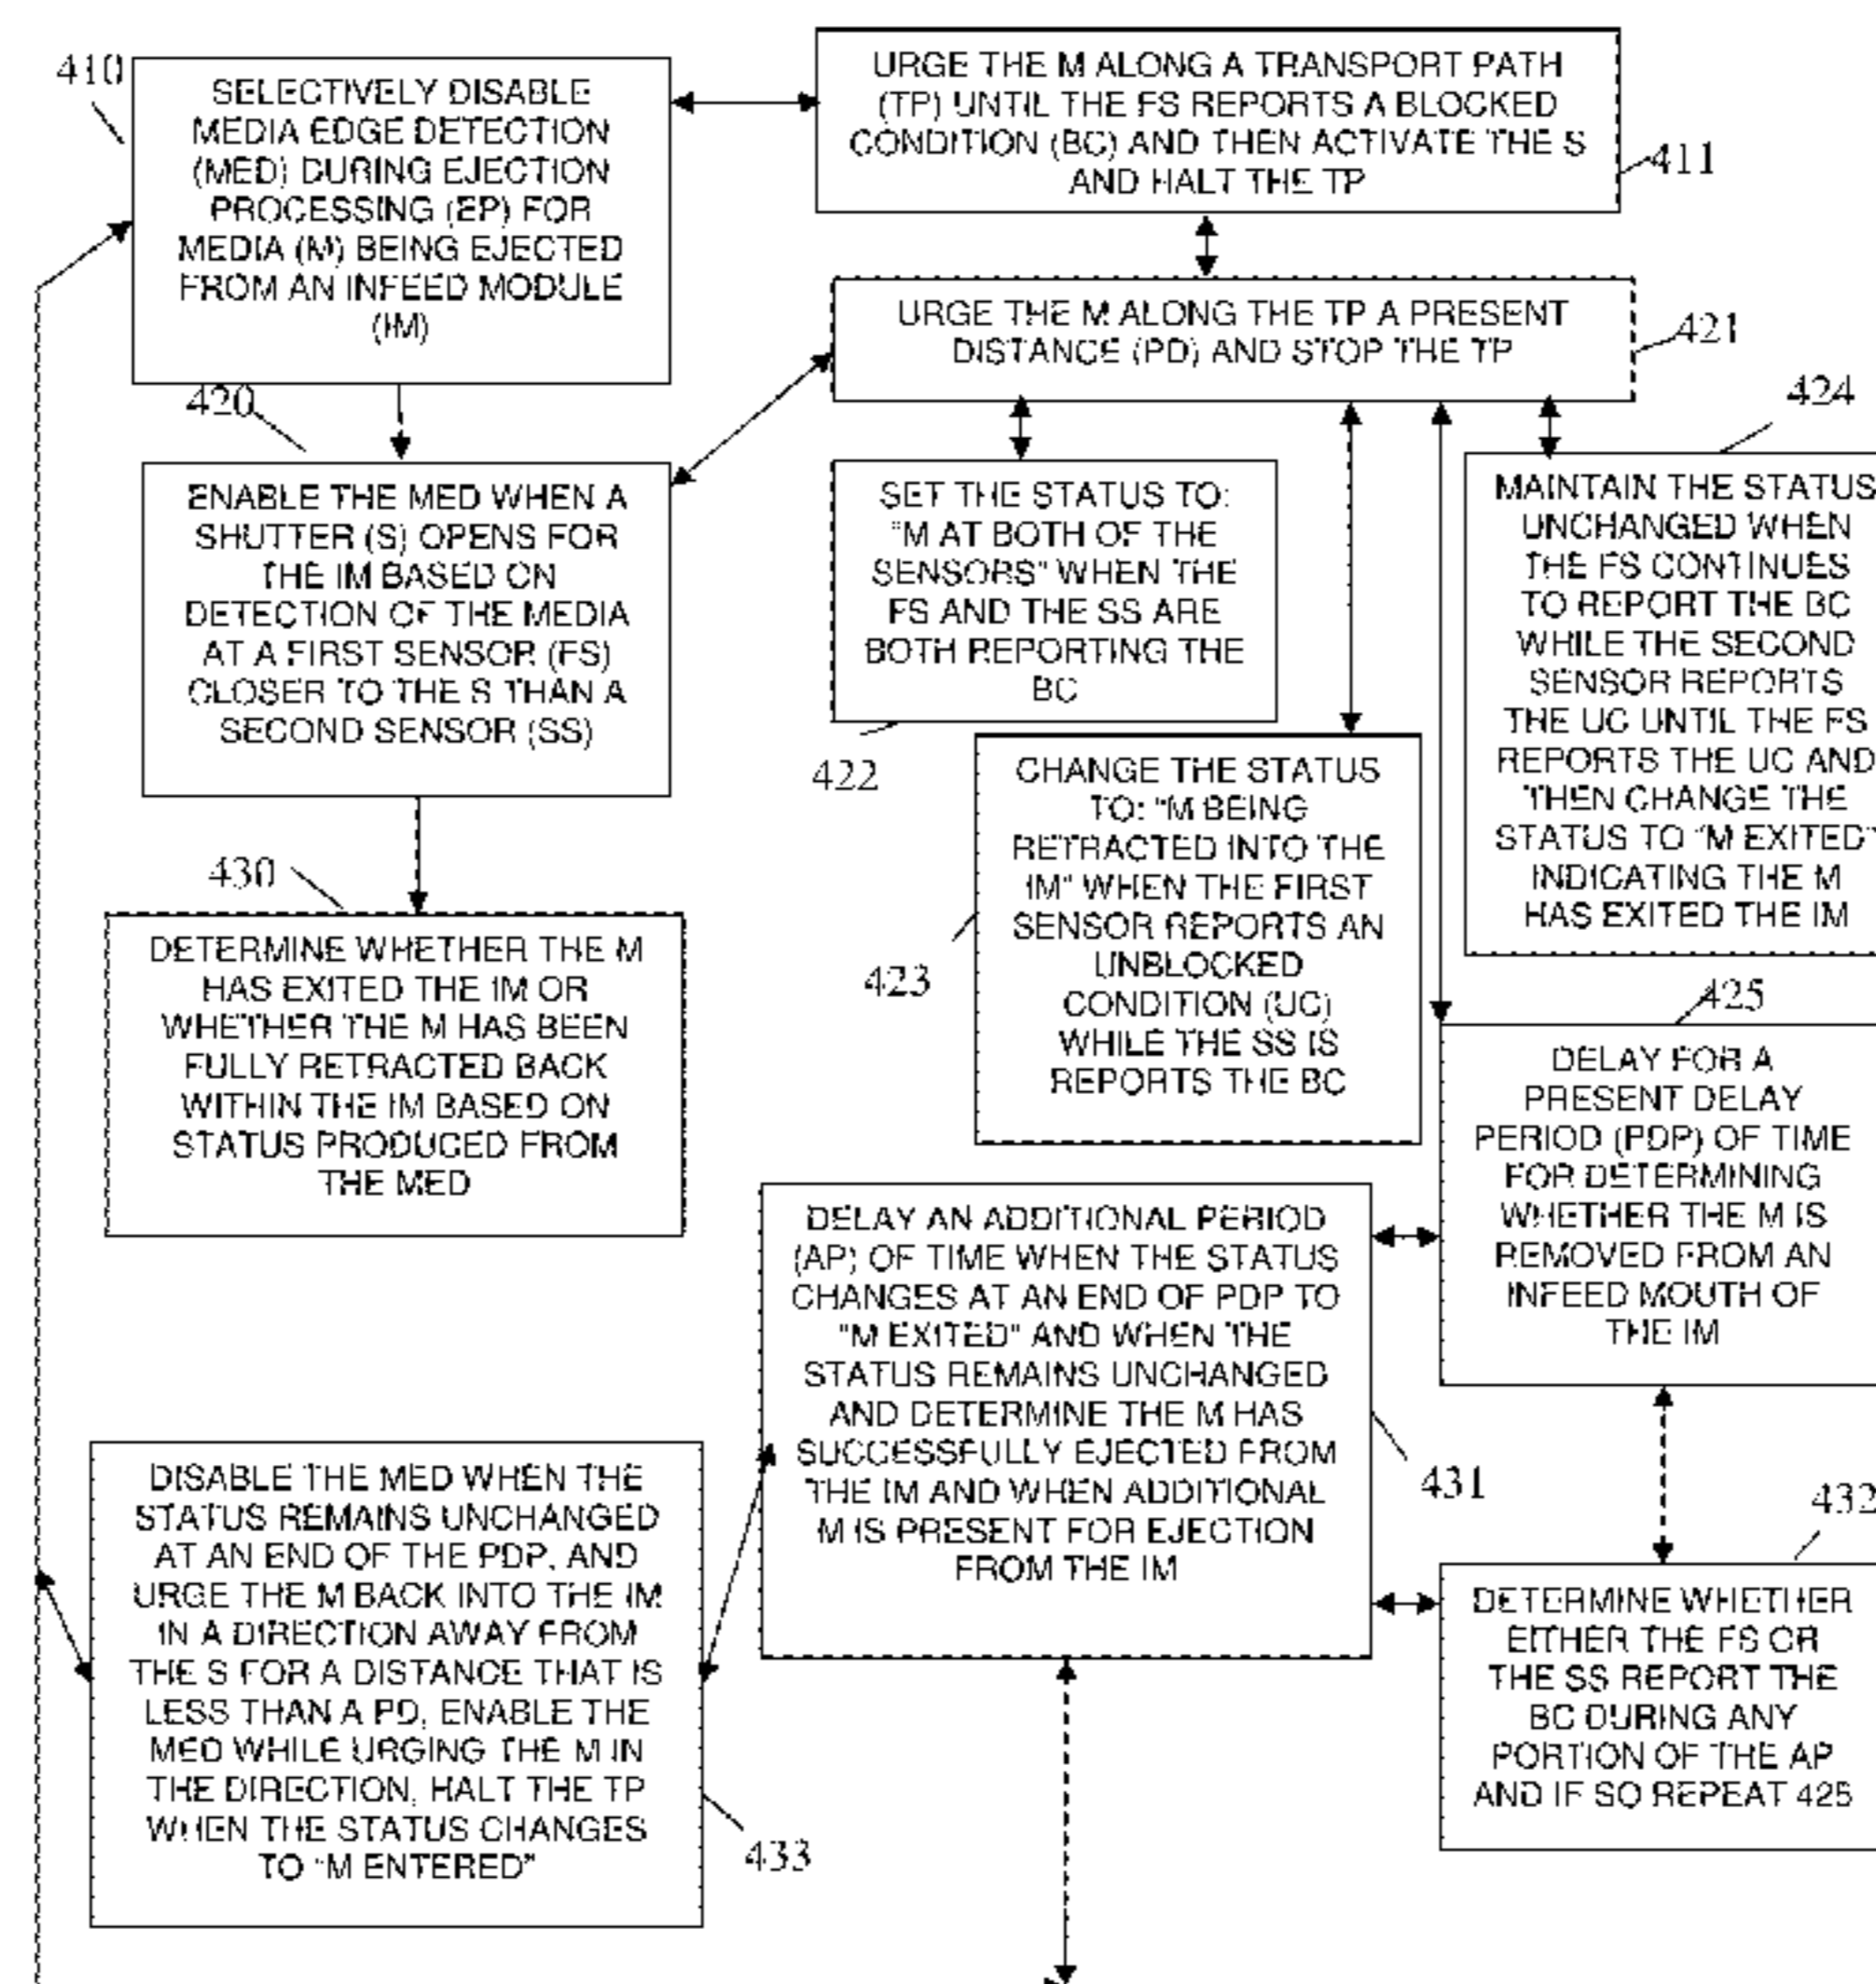 410
SELECTIVELY DISABLE
MEDIA EDGE DETECTION
(MED) DURING EJECTION
PROCESSING (EP) FOR
MEDIA (M) BEING EJECTED
FROM AN INFEED MODULE
(IM)
URGE THE M ALONG A TRANSPORT PATH
(TP) UNTIL THE FS REPORTS A BLOCKED
CONDITION (BC) AND THEN ACTIVATE THE S
AND HALT THE TP
411
URGE THE M ALONG THE TP A PRESENT
DISTANCE (PD) AND STOP THE TP
421
420
ENABLE THE MED WHEN A
SHUTTER (S) OPENS FOR
THE IM BASED ON
DETECTION OF THE MEDIA
AT A FIRST SENSOR (FS)
CLOSER TO THE S THAN A
SECOND SENSOR (SS)
SET THE STATUS TO:
"M AT BOTH OF THE
SENSORS" WHEN THE
FS AND THE SS ARE
BOTH REPORTING THE
BC
422
424
MAINTAIN THE STATUS
UNCHANGED WHEN
THE FS CONTINUES
TO REPORT THE BC
WHILE THE SECOND
SENSOR REPORTS
THE UC UNTIL THE FS
REPORTS THE UC AND
THEN CHANGE THE
STATUS TO "M EXITED"
INDICATING THE M
HAS EXITED THE IM
CHANGE THE STATUS
TO: "M BEING
RETRACTED INTO THE
IM" WHEN THE FIRST
SENSOR REPORTS AN
UNBLOCKED
CONDITION (UC)
WHILE THE SS IS
REPORTS THE BC
423
430
DETERMINE WHETHER THE M
HAS EXITED THE IM OR
WHETHER THE M HAS BEEN
FULLY RETRACTED BACK
WITHIN THE IM BASED ON
STATUS PRODUCED FROM
THE MED
425
DELAY FOR A
PRESENT DELAY
PERIOD (PDP) OF TIME
FOR DETERMINING
WHETHER THE M IS
REMOVED FROM AN
INFEED MOUTH OF
THE IM
DELAY AN ADDITIONAL PERIOD
(AP) OF TIME WHEN THE STATUS
CHANGES AT AN END OF PDP TO
"M EXITED" AND WHEN THE
STATUS REMAINS UNCHANGED
AND DETERMINE THE M HAS
SUCCESSFULLY EJECTED FROM
THE IM AND WHEN ADDITIONAL
M IS PRESENT FOR EJECTION
FROM THE IM
431
432
DETERMINE WHETHER
EITHER THE FS OR
THE SS REPORT THE
BC DURING ANY
PORTION OF THE AP
AND IF SO REPEAT 425
DISABLE THE MED WHEN THE
STATUS REMAINS UNCHANGED
AT AN END OF THE PDP, AND
URGE THE M BACK INTO THE IM
IN A DIRECTION AWAY FROM
THE S FOR A DISTANCE THAT IS
LESS THAN A PD, ENABLE THE
MED WHILE URGING THE M IN
THE DIRECTION, HALT THE TP
WHEN THE STATUS CHANGES
TO "M ENTERED"
433